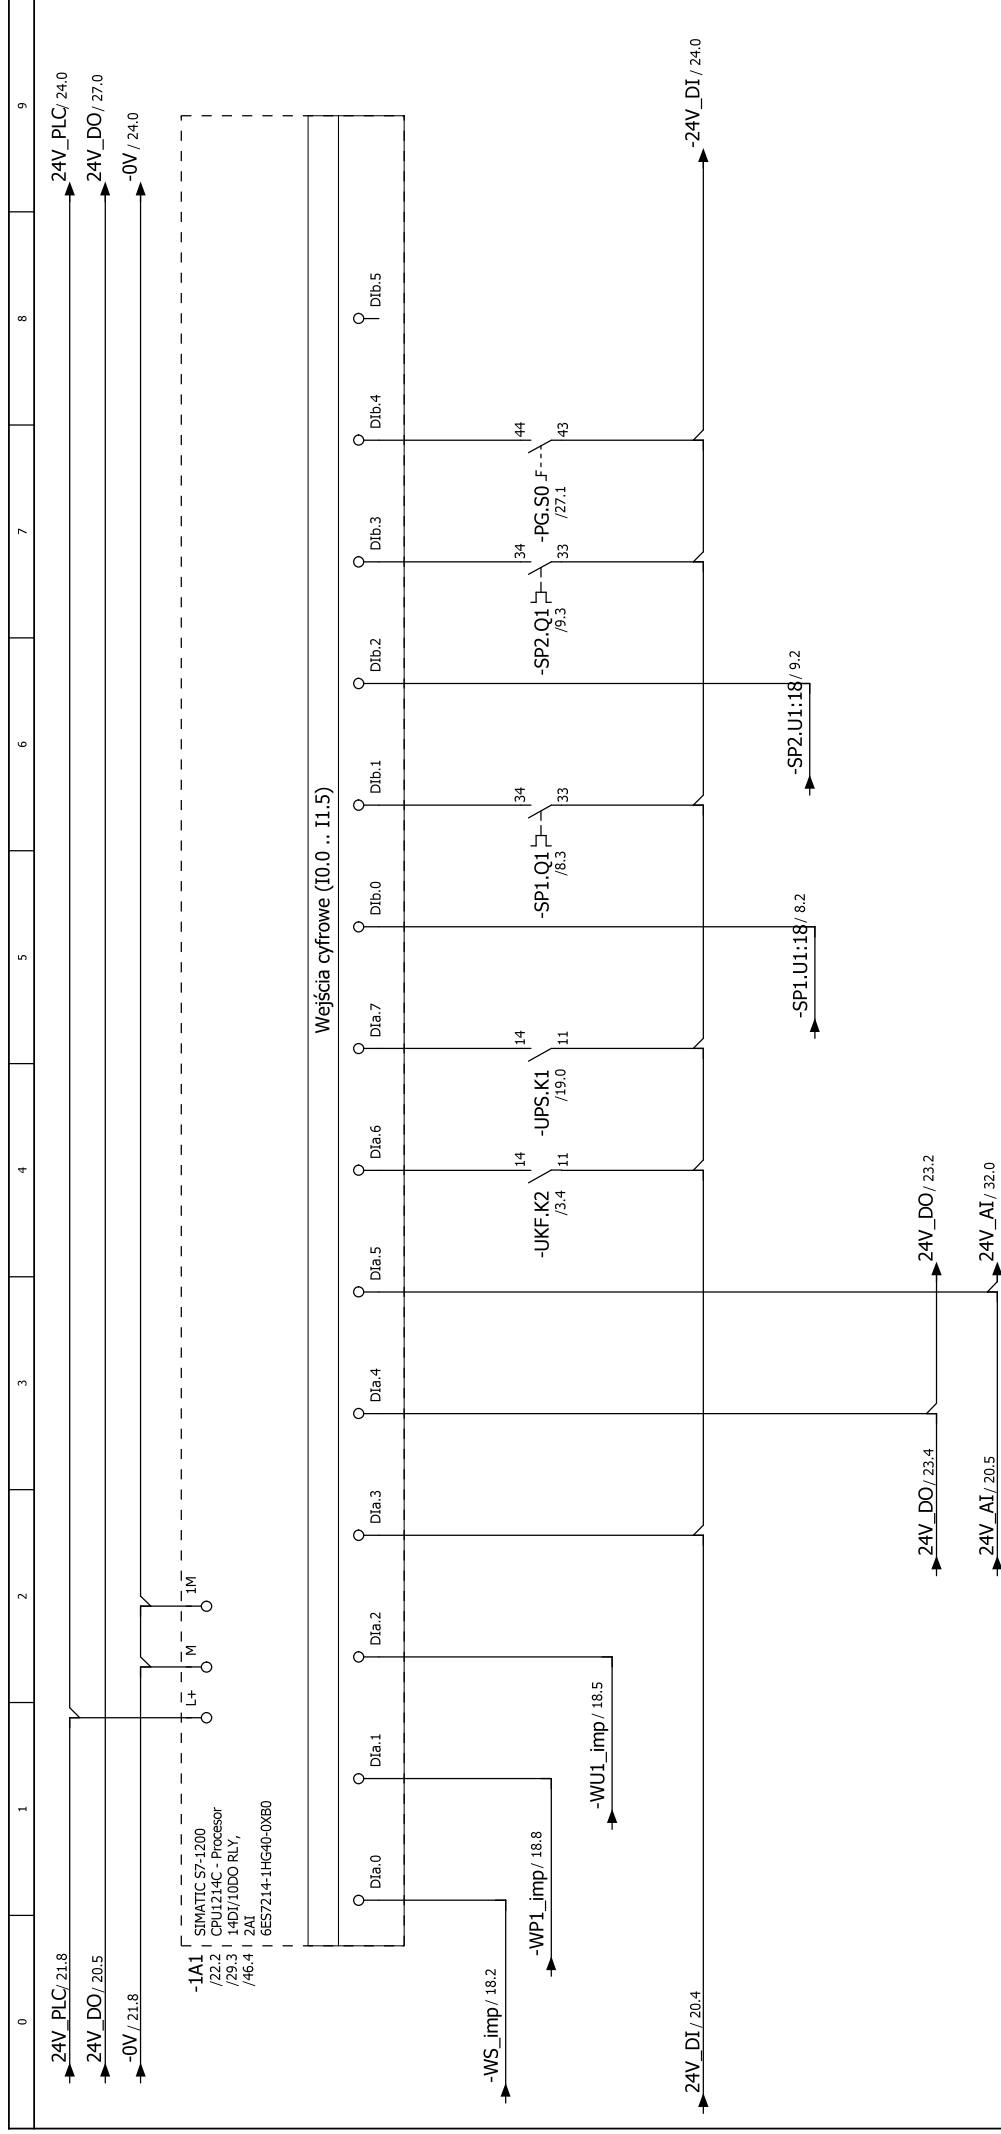 0
1
2
3
4
5
6
7
8
9
24V_PLC/ 21.8
24V_PLC/ 24.0
24V_DO/ 20.5
24V_DO/ 27.0
-0V / 21.8
-0V / 24.0
-1A1
/22.2
/29.3
/46.4
SIMATIC S7-1200
CPU1214C - Procesor
14DI/10DO RLY,
2AI
6ES7214-1HG40-0XB0
L+
M
1M
Wejścia cyfrowe (I0.0 .. I1.5)
DIa.0
DIa.1
DIa.2
DIa.3
DIa.4
DIa.5
DIa.6
DIa.7
DIb.0
DIb.1
DIb.2
DIb.3
DIb.4
DIb.5
-WS_imp / 18.2
-WP1_imp / 18.8
-WU1_imp / 18.5
-UKF.K2
/3.4
14
11
-UPS.K1
/19.0
14
11
-SP1.Q1
/8.3
34
33
-SP2.Q1
/9.3
34
33
-PG.S0
/27.1
44
43
24V_DI / 20.4
-24V_DI / 24.0
-SP1.U1:18/ 8.2
-SP2.U1:18/ 9.2
24V_DO/ 23.4
24V_DO/ 23.2
24V_AI / 20.5
24V_AI / 32.0